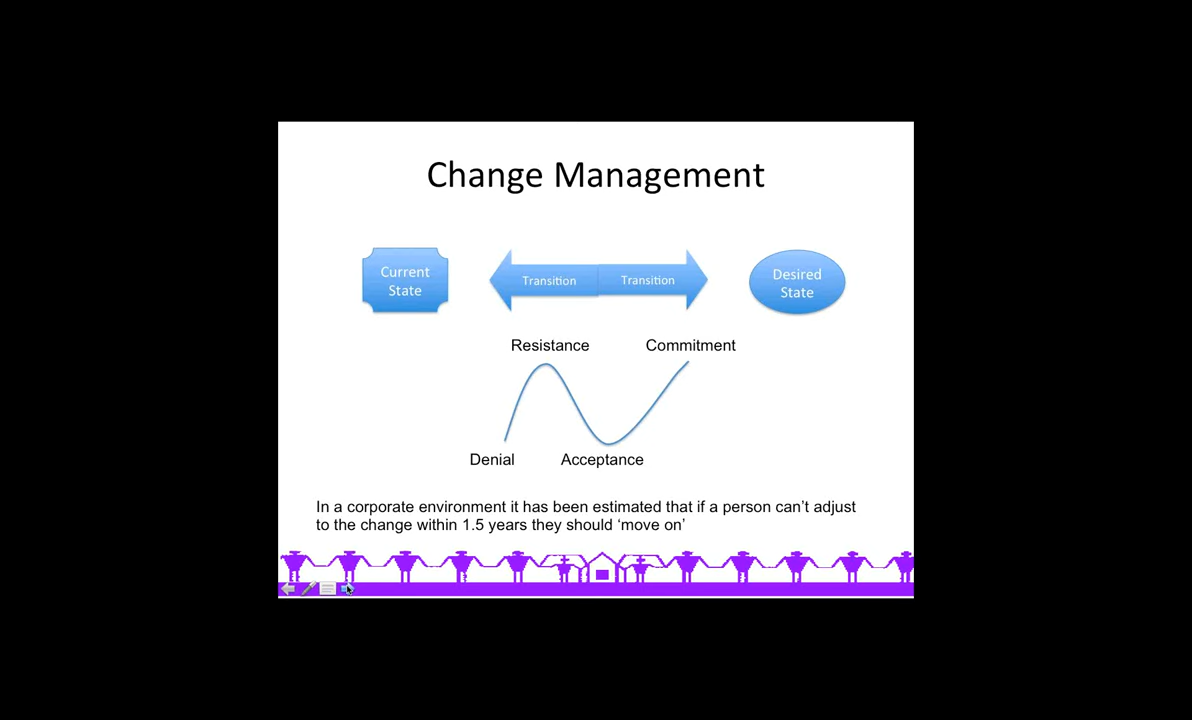 Change Management
Current
State
Transition
Transition
Desired
State
Resistance
Commitment
Denial
Acceptance
In a corporate environment it has been estimated that if a person can’t adjust
to the change within 1.5 years they should ‘move on’